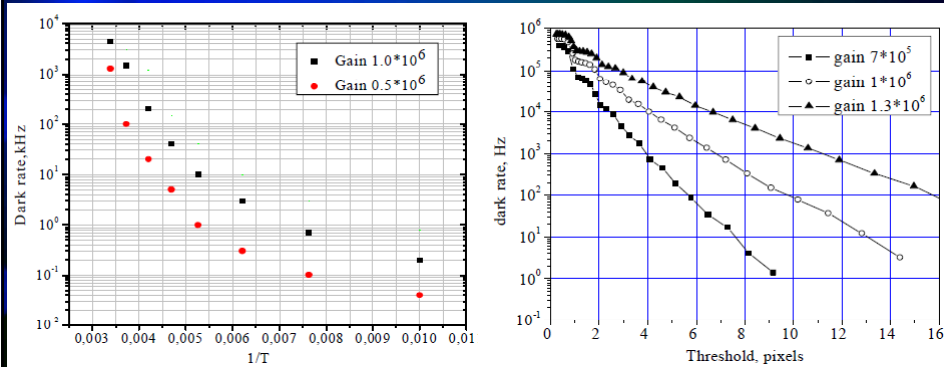 Dark rate,kHz
10^4
10^3
10^2
10^1
10^0
10^-1
10^-2
Gain 1.0*10^6
Gain 0.5*10^6
0,003 0,004 0,005 0,006 0,007 0,008 0,009 0,010 0,01
1/T
dark rate, Hz
10^6
10^5
10^4
10^3
10^2
10^1
10^0
10^-1
gain 7*10^5
gain 1*10^6
gain 1.3*10^6
0 2 4 6 8 10 12 14 16
Threshold, pixels